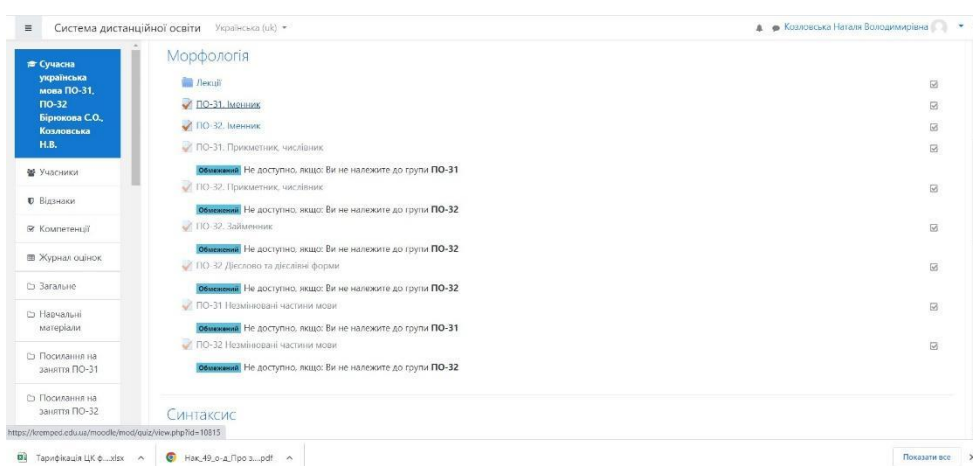 Система дистанційної освіти Українська (uk)
Козловська Наталя Володимирівна
Сучасна
українська
мова ПО-31,
ПО-32
Бірюкова С.О.,
Козловська
Н.В.
Учасники
Відзнаки
Компетенції
Журнал оцінок
Загальне
Навчальні
матеріали
Посилання на
заняття ПО-31
Посилання на
заняття ПО-32
Морфологія
Лекції
ПО-31. Іменник
ПО-32. Іменник
ПО-31. Прикметник, числівник
Обмежений Не доступно, якщо: Ви не належите до групи ПО-31
ПО-32. Прикметник, числівник
Обмежений Не доступно, якщо: Ви не належите до групи ПО-32
ПО-32. Займенник
Обмежений Не доступно, якщо: Ви не належите до групи ПО-32
ПО-32 Дієслово та дієслівні форми
Обмежений Не доступно, якщо: Ви не належите до групи ПО-32
ПО-31 Незмінювані частини мови
Обмежений Не доступно, якщо: Ви не належите до групи ПО-31
ПО-32 Незмінювані частини мови
Обмежений Не доступно, якщо: Ви не належите до групи ПО-32
Синтаксис
https://kremped.edu.ua/moodle/mod/quiz/view.php?id=10815
Тарифікація ЦК ф....xlsx
Нак_49_о-д_Про з....pdf
Показати все